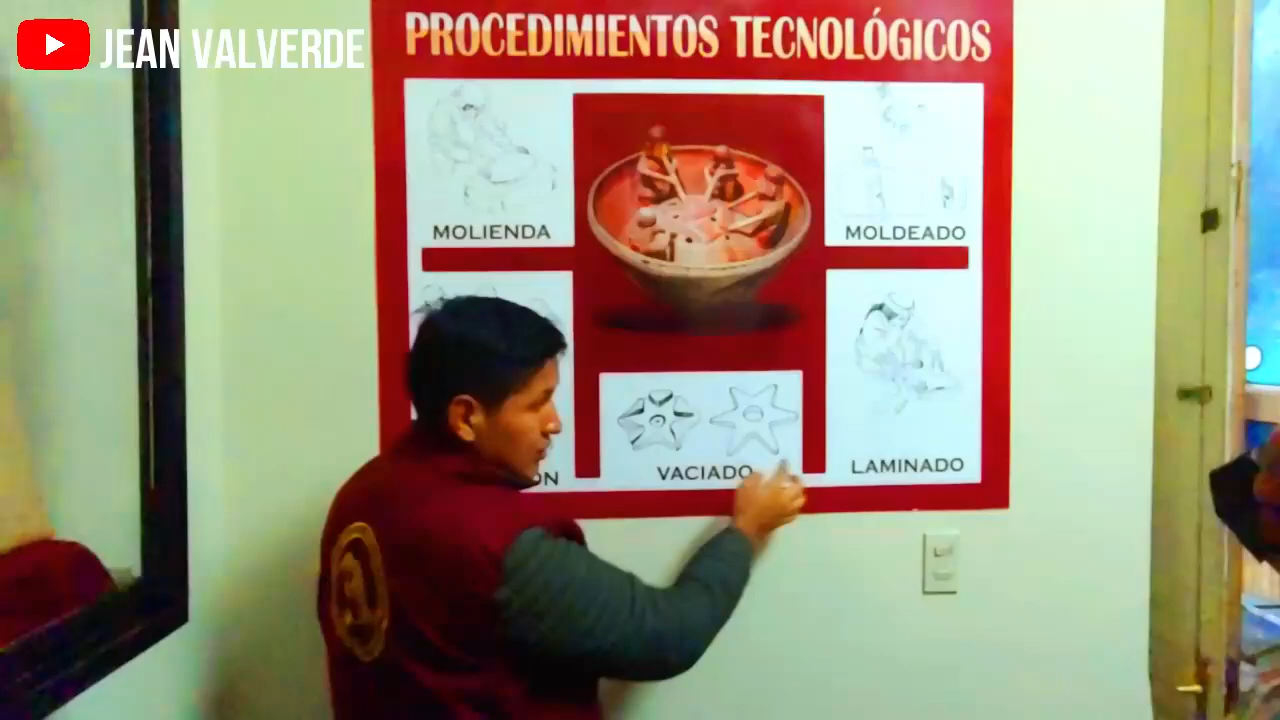 JEAN VALVERDE
PROCEDIMIENTOS TECNOLÓGICOS
MOLIENDA
MOLDEADO
VACIADO
LAMINADO